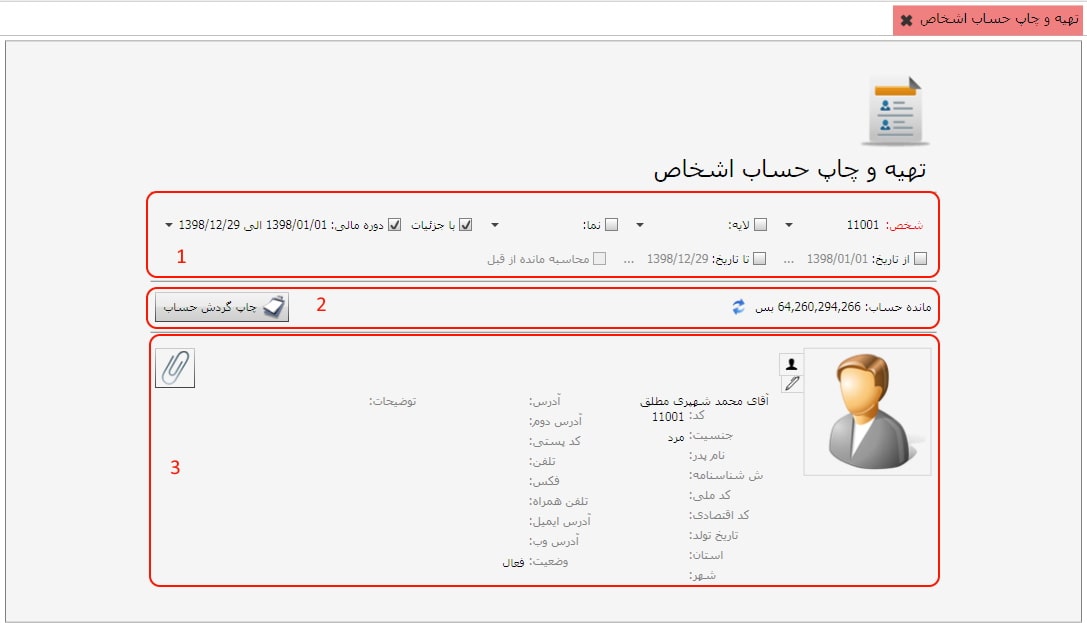 تهیه و چاپ حساب اشخاص ✖
تهیه و چاپ حساب اشخاص
شخص: 11001 لایه: نما: با جزئیات دوره مالی: 1398/01/01 الی 1398/12/29
از تاریخ: 1398/01/01 ... تا تاریخ: 1398/12/29 ... محاسبه مانده از قبل
1
مانده حساب: 64,260,294,266 بس
2
چاپ گردش حساب
آقای محمد شهیری مطلق
کد: 11001
جنسیت: مرد
نام پدر:
ش شناسنامه:
کد ملی:
کد اقتصادی:
تاریخ تولد:
استان:
شهر:
آدرس:
آدرس دوم:
کد پستی:
تلفن:
فکس:
تلفن همراه:
آدرس ایمیل:
آدرس وب:
وضعیت: فعال
توضیحات:
3